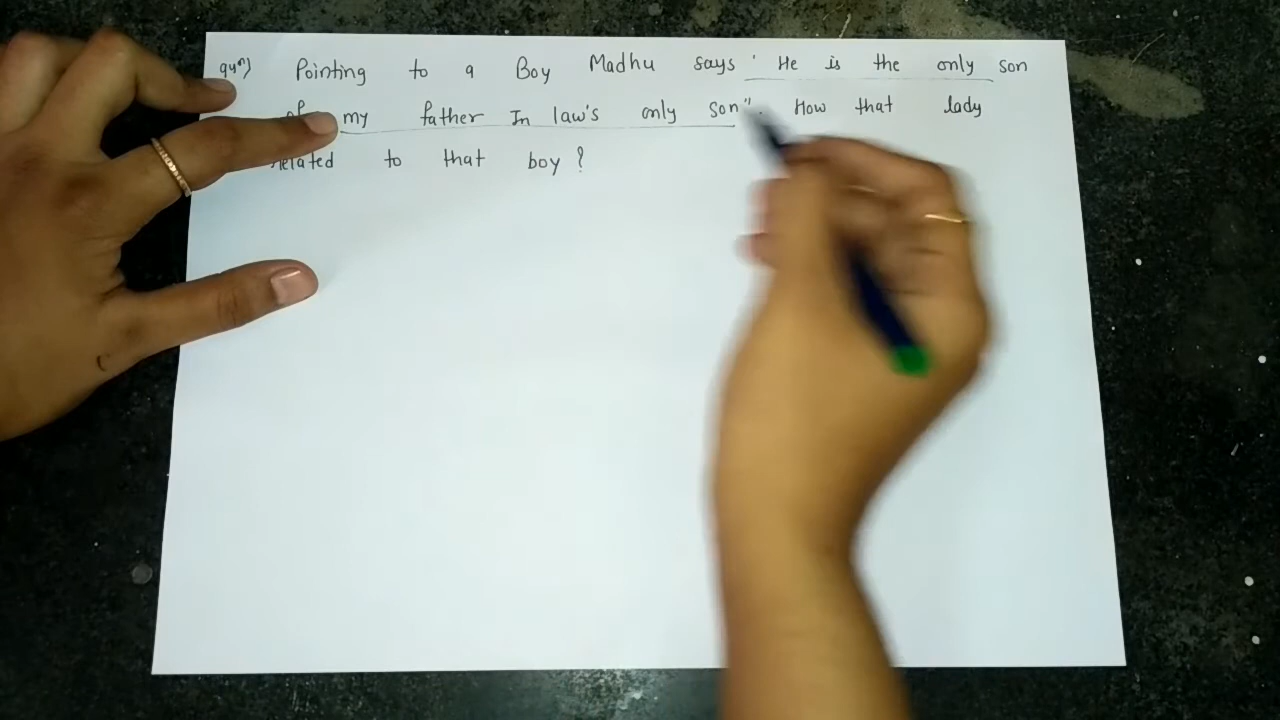 qun) Pointing to a Boy Madhu says ' He is the only son
of my father In law's only son". How that lady
related to that boy ?